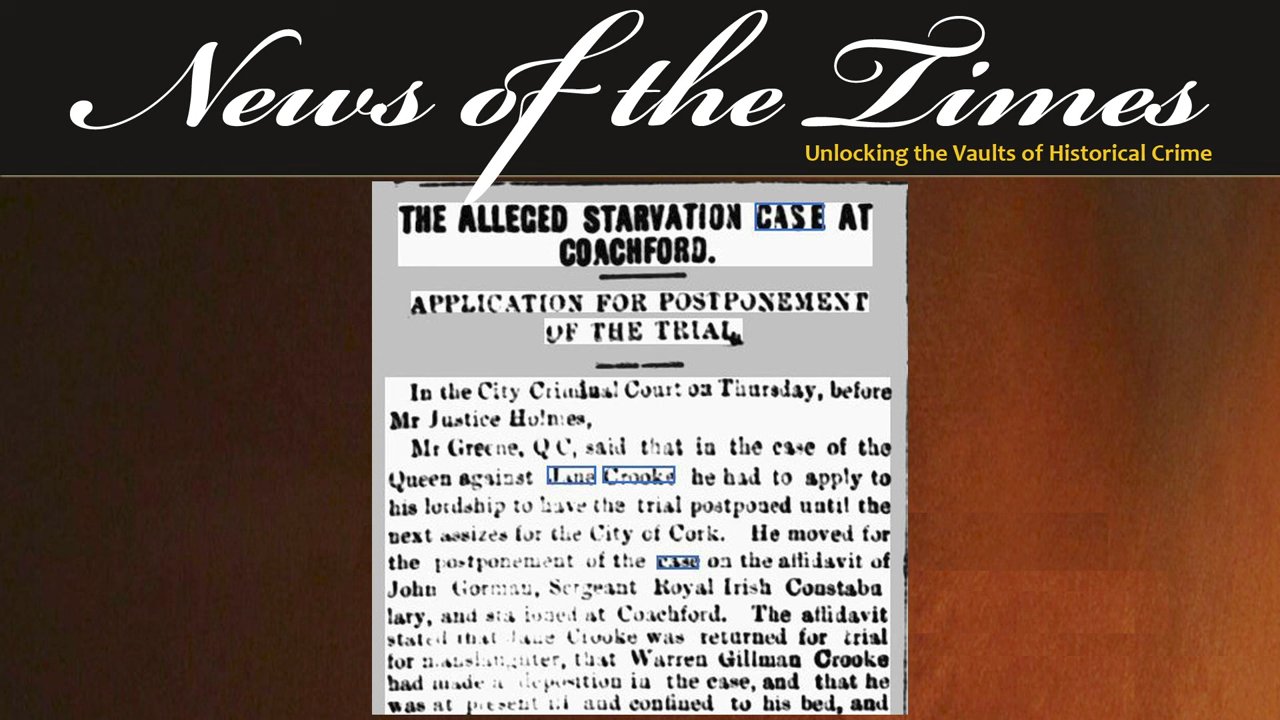 News of the Times
Unlocking the Vaults of Historical Crime
THE ALLEGED STARVATION CASE AT
COACHFORD.
APPLICATION FOR POSTPONEMENT
OF THE TRIAL.
In the City Criminal Court on Thursday, before
Mr Justice Holmes,
Mr Greene, Q C, said that in the case of the
Queen against Jane Crooke he had to apply to
his lordship to have the trial postponed until the
next assizes for the City of Cork. He moved for
the postponement of the case on the affidavit of
John Gorman, Sergeant Royal Irish Constabu
lary, and stationed at Coachford. The affidavit
stated that Jane Crooke was returned for trial
for manslaughter, that Warren Gillman Crooke
had made a deposition in the case, and that he
was at present ill and confined to his bed, and